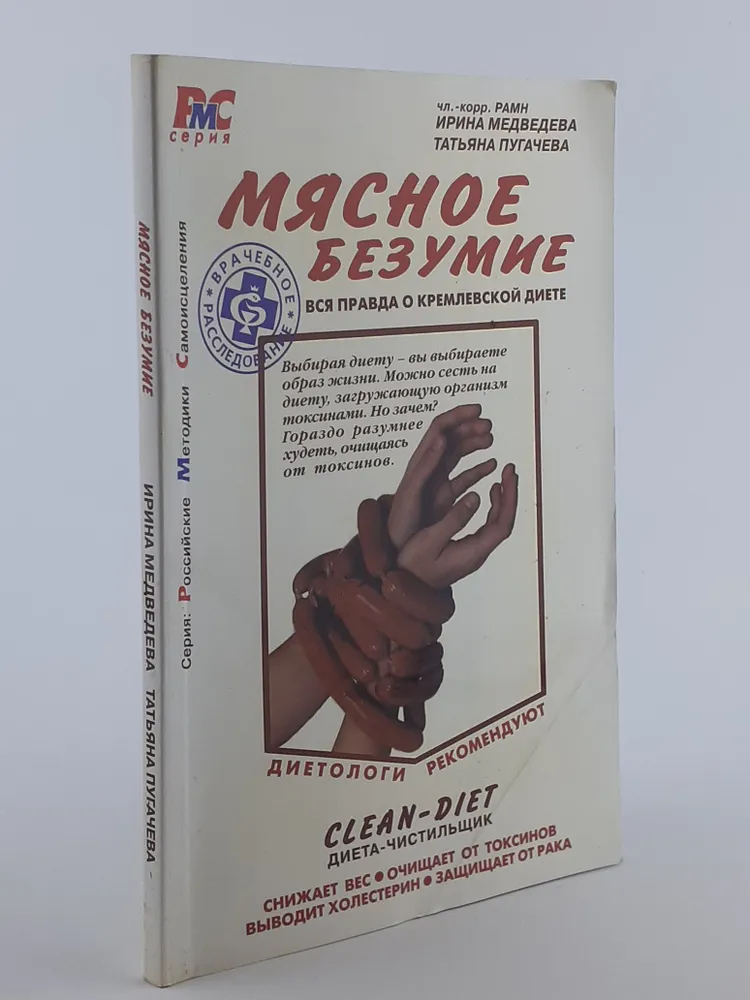 РМС
серия
чл.-корр. РАМН
ИРИНА МЕДВЕДЕВА
ТАТЬЯНА ПУГАЧЕВА
МЯСНОЕ
БЕЗУМИЕ
ВРАЧЕБНОЕ
РАССЛЕДОВАНИЕ
ВСЯ ПРАВДА О КРЕМЛЕВСКОЙ ДИЕТЕ
Выбирая диету – вы выбираете
образ жизни. Можно сесть на
диету, загружающую организм
токсинами. Но зачем?
Гораздо разумнее
худеть, очищаясь
от токсинов.
ДИЕТОЛОГИ РЕКОМЕНДУЮТ
CLEAN-DIET
ДИЕТА-ЧИСТИЛЬЩИК
СНИЖАЕТ ВЕС • ОЧИЩАЕТ ОТ ТОКСИНОВ
ВЫВОДИТ ХОЛЕСТЕРИН • ЗАЩИЩАЕТ ОТ РАКА
Серия: Российские Методики Самоисцеления
МЯСНОЕ БЕЗУМИЕ
ИРИНА МЕДВЕДЕВА ТАТЬЯНА ПУГАЧЕВА